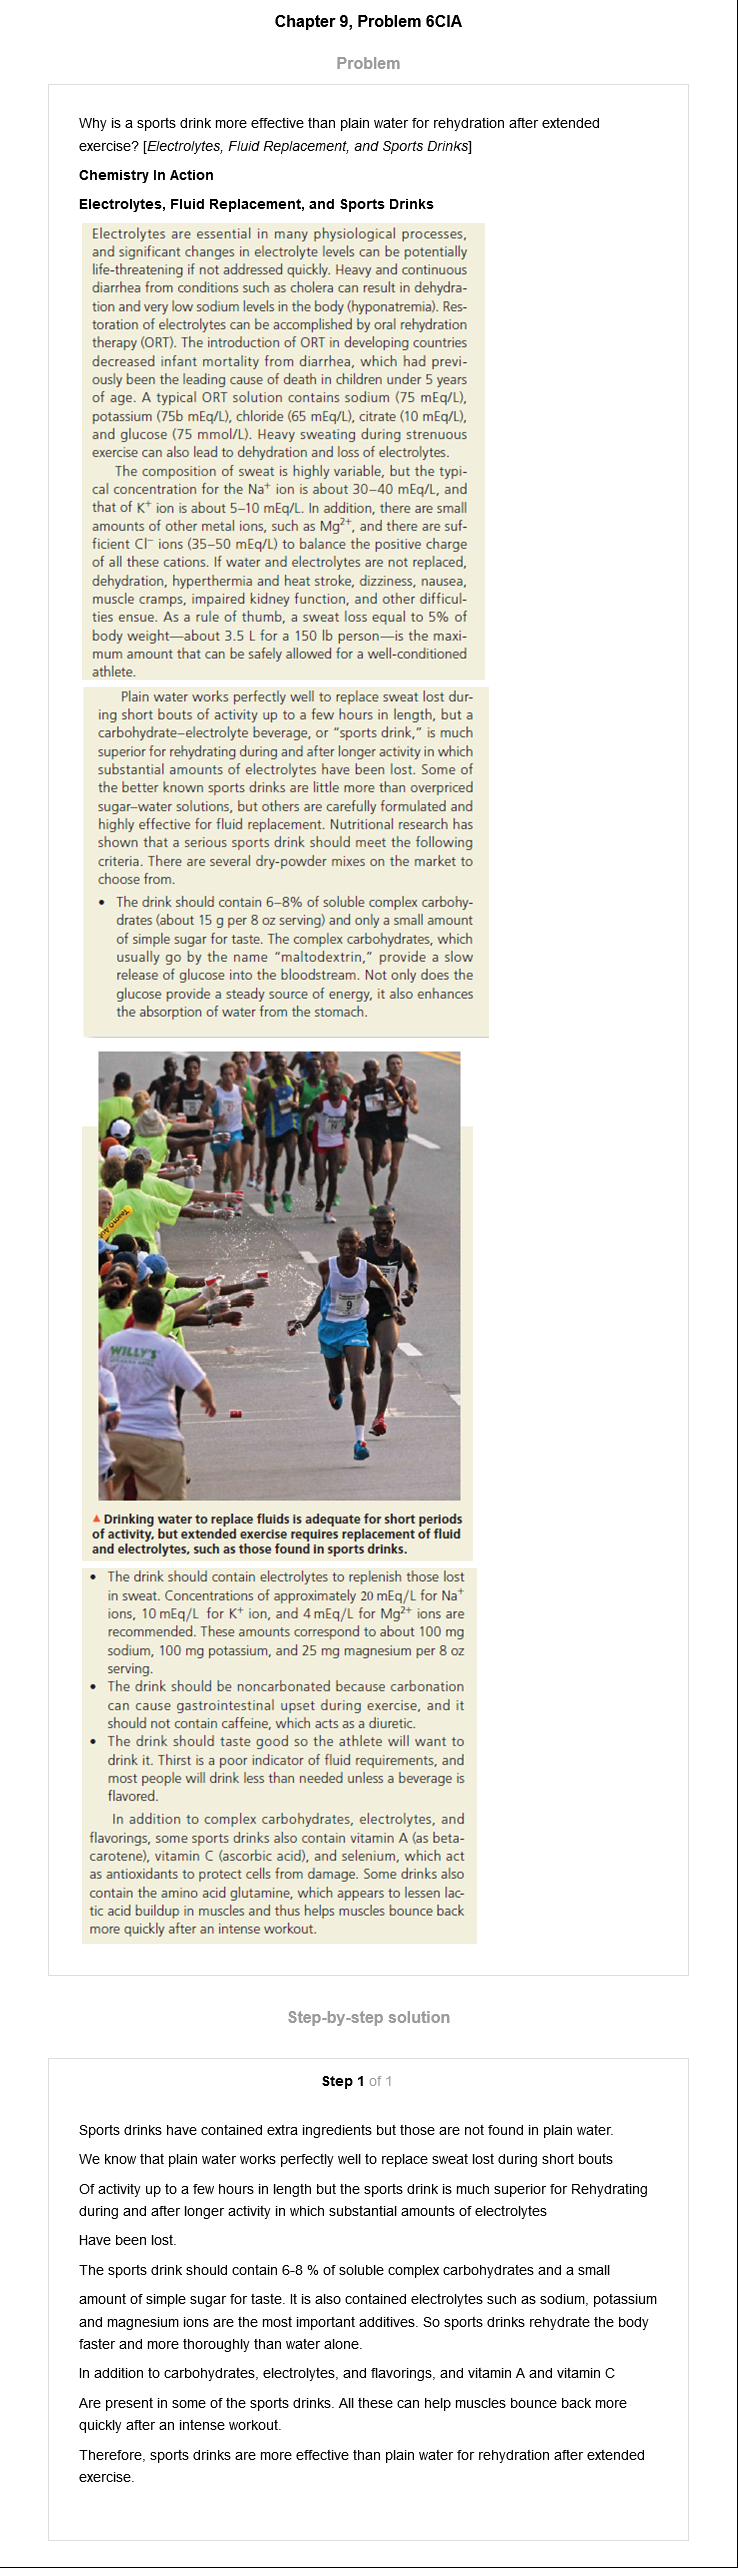 Chapter 9, Problem 6CIA
Problem
Why is a sports drink more effective than plain water for rehydration after extended
exercise? [Electrolytes, Fluid Replacement, and Sports Drinks]
Chemistry In Action
Electrolytes, Fluid Replacement, and Sports Drinks
Electrolytes are essential in many physiological processes,
and significant changes in electrolyte levels can be potentially
life-threatening if not addressed quickly. Heavy and continuous
diarrhea from conditions such as cholera can result in dehydra-
tion and very low sodium levels in the body (hyponatremia). Res-
toration of electrolytes can be accomplished by oral rehydration
therapy (ORT). The introduction of ORT in developing countries
decreased infant mortality from diarrhea, which had previ-
ously been the leading cause of death in children under 5 years
of age. A typical ORT solution contains sodium (75 mEq/L),
potassium (75b mEq/L), chloride (65 mEq/L), citrate (10 mEq/L),
and glucose (75 mmol/L). Heavy sweating during strenuous
exercise can also lead to dehydration and loss of electrolytes.
The composition of sweat is highly variable, but the typi-
cal concentration for the Na⁺ ion is about 30–40 mEq/L, and
that of K⁺ ion is about 5–10 mEq/L. In addition, there are small
amounts of other metal ions, such as Mg²⁺, and there are suf-
ficient Cl⁻ ions (35–50 mEq/L) to balance the positive charge
of all these cations. If water and electrolytes are not replaced,
dehydration, hyperthermia and heat stroke, dizziness, nausea,
muscle cramps, impaired kidney function, and other difficul-
ties ensue. As a rule of thumb, a sweat loss equal to 5% of
body weight—about 3.5 L for a 150 lb person—is the maxi-
mum amount that can be safely allowed for a well-conditioned
athlete.
Plain water works perfectly well to replace sweat lost dur-
ing short bouts of activity up to a few hours in length, but a
carbohydrate–electrolyte beverage, or “sports drink,” is much
superior for rehydrating during and after longer activity in which
substantial amounts of electrolytes have been lost. Some of
the better known sports drinks are little more than overpriced
sugar–water solutions, but others are carefully formulated and
highly effective for fluid replacement. Nutritional research has
shown that a serious sports drink should meet the following
criteria. There are several dry-powder mixes on the market to
choose from.
• The drink should contain 6–8% of soluble complex carbohy-
drates (about 15 g per 8 oz serving) and only a small amount
of simple sugar for taste. The complex carbohydrates, which
usually go by the name “maltodextrin,” provide a slow
release of glucose into the bloodstream. Not only does the
glucose provide a steady source of energy, it also enhances
the absorption of water from the stomach.
WILLY'S
9
▲ Drinking water to replace fluids is adequate for short periods
of activity, but extended exercise requires replacement of fluid
and electrolytes, such as those found in sports drinks.
• The drink should contain electrolytes to replenish those lost
in sweat. Concentrations of approximately 20 mEq/L for Na⁺
ions, 10 mEq/L for K⁺ ion, and 4 mEq/L for Mg²⁺ ions are
recommended. These amounts correspond to about 100 mg
sodium, 100 mg potassium, and 25 mg magnesium per 8 oz
serving.
• The drink should be noncarbonated because carbonation
can cause gastrointestinal upset during exercise, and it
should not contain caffeine, which acts as a diuretic.
• The drink should taste good so the athlete will want to
drink it. Thirst is a poor indicator of fluid requirements, and
most people will drink less than needed unless a beverage is
flavored.
In addition to complex carbohydrates, electrolytes, and
flavorings, some sports drinks also contain vitamin A (as beta-
carotene), vitamin C (ascorbic acid), and selenium, which act
as antioxidants to protect cells from damage. Some drinks also
contain the amino acid glutamine, which appears to lessen lac-
tic acid buildup in muscles and thus helps muscles bounce back
more quickly after an intense workout.
Step-by-step solution
Step 1 of 1
Sports drinks have contained extra ingredients but those are not found in plain water.
We know that plain water works perfectly well to replace sweat lost during short bouts
Of activity up to a few hours in length but the sports drink is much superior for Rehydrating
during and after longer activity in which substantial amounts of electrolytes
Have been lost.
The sports drink should contain 6-8 % of soluble complex carbohydrates and a small
amount of simple sugar for taste. It is also contained electrolytes such as sodium, potassium
and magnesium ions are the most important additives. So sports drinks rehydrate the body
faster and more thoroughly than water alone.
In addition to carbohydrates, electrolytes, and flavorings, and vitamin A and vitamin C
Are present in some of the sports drinks. All these can help muscles bounce back more
quickly after an intense workout.
Therefore, sports drinks are more effective than plain water for rehydration after extended
exercise.